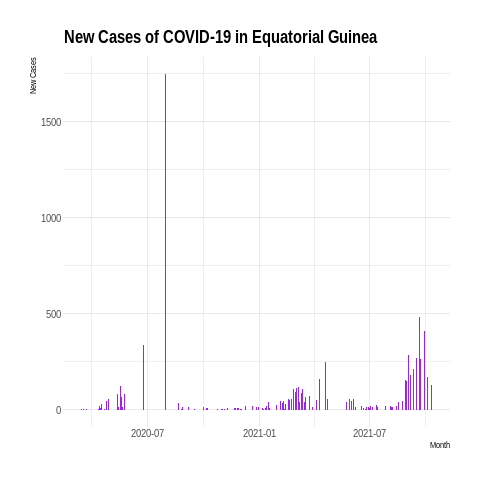 New Cases of COVID-19 in Equatorial Guinea
New Cases
1500
1000
500
0
2020-07
2021-01
2021-07
Month